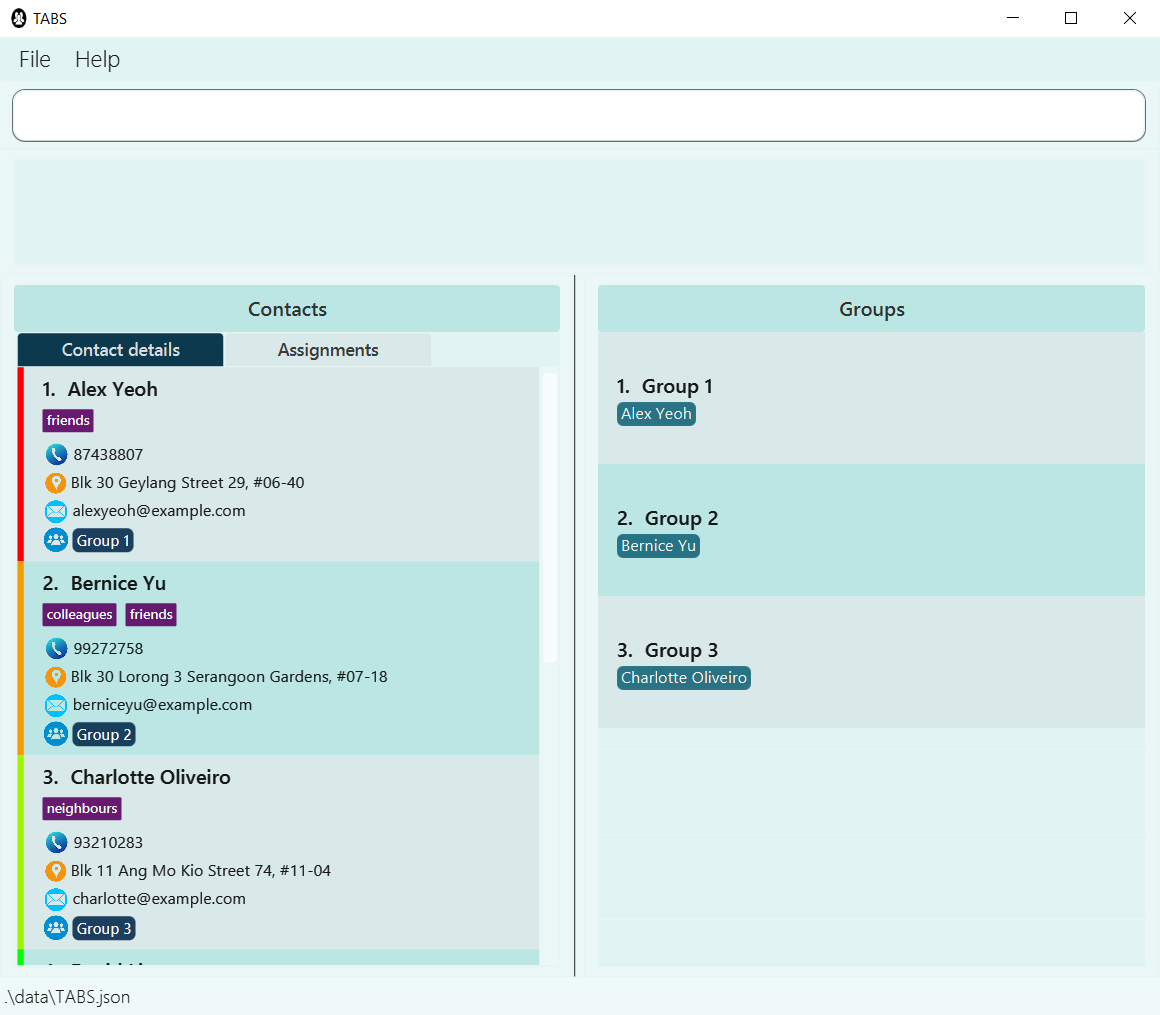 TABS
File Help
Contacts
Contact details Assignments
1. Alex Yeoh
friends
87438807
Blk 30 Geylang Street 29, #06-40
alexyeoh@example.com
Group 1
2. Bernice Yu
colleagues friends
99272758
Blk 30 Lorong 3 Serangoon Gardens, #07-18
berniceyu@example.com
Group 2
3. Charlotte Oliveiro
neighbours
93210283
Blk 11 Ang Mo Kio Street 74, #11-04
charlotte@example.com
Group 3
Groups
1. Group 1
Alex Yeoh
2. Group 2
Bernice Yu
3. Group 3
Charlotte Oliveiro
.\data\TABS.json